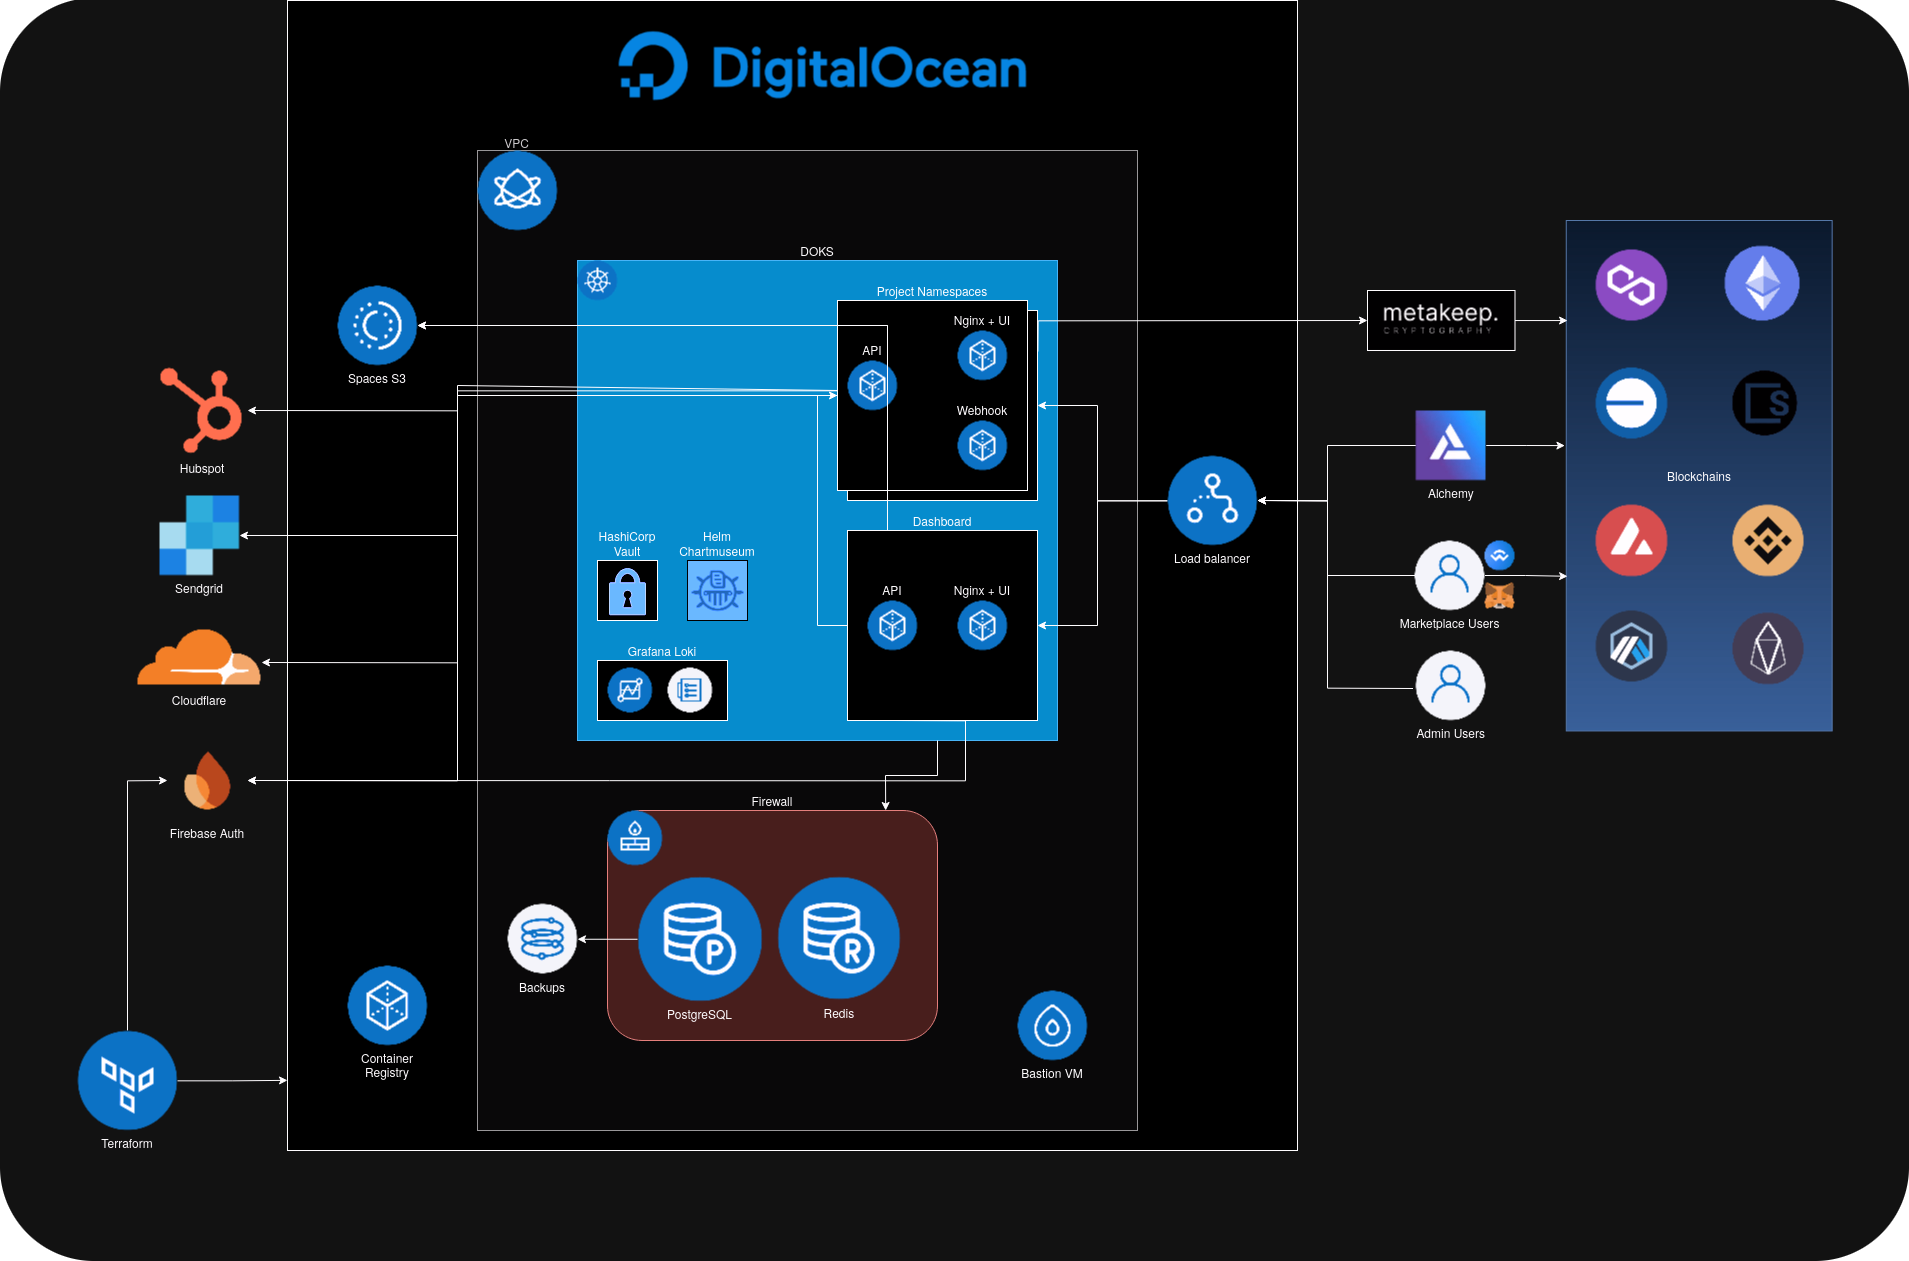 DigitalOcean
VPC
DOKS
Project Namespaces
Nginx + UI
API
Webhook
Spaces S3
Hubspot
Sendgrid
Cloudflare
Firebase Auth
Terraform
HashiCorp
Vault
Helm
Chartmuseum
Grafana Loki
Dashboard
API
Nginx + UI
Firewall
PostgreSQL
Redis
Backups
Container
Registry
Bastion VM
Load balancer
metakeep.
CRYPTOGRAPHY
Alchemy
Marketplace Users
Admin Users
Blockchains
P
R
S